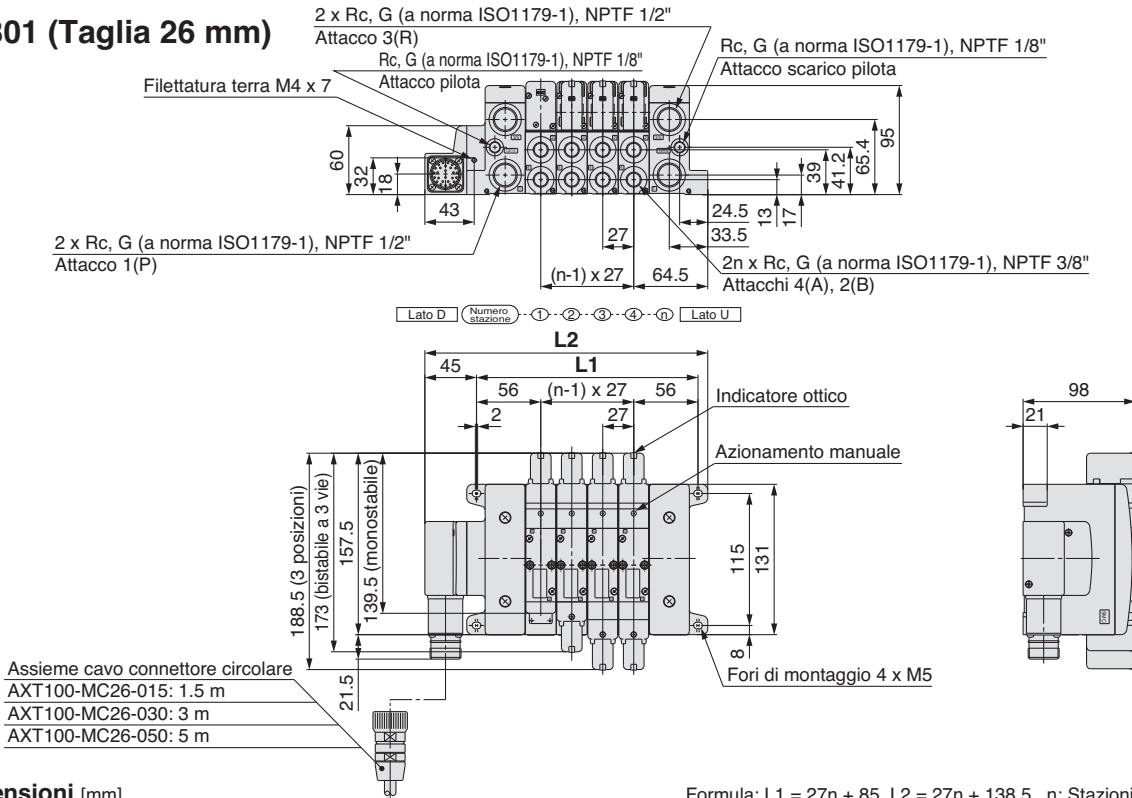 301 (Taglia 26 mm)
2 x Rc, G (a norma ISO1179-1), NPTF 1/2"
Attacco 3(R)
Rc, G (a norma ISO1179-1), NPTF 1/8"
Attacco pilota
Rc, G (a norma ISO1179-1), NPTF 1/8"
Attacco scarico pilota
Filettatura terra M4 x 7
60
32
18
43
95
65.4
41.2
39
17
13
24.5
33.5
27
(n-1) x 27
64.5
2 x Rc, G (a norma ISO1179-1), NPTF 1/2"
Attacco 1(P)
2n x Rc, G (a norma ISO1179-1), NPTF 3/8"
Attacchi 4(A), 2(B)
Lato D
Numero
stazione
1 2 3 4 n
Lato U
L2
45
L1
56
(n-1) x 27
56
2
27
Indicatore ottico
Azionamento manuale
98
21
188.5 (3 posizioni)
173 (bistabile a 3 vie)
157.5
139.5 (monostabile)
21.5
115
131
8
Fori di montaggio 4 x M5
Assieme cavo connettore circolare
AXT100-MC26-015: 1.5 m
AXT100-MC26-030: 3 m
AXT100-MC26-050: 5 m
ensioni [mm]
Formula: L1 = 27n + 85, L2 = 27n + 138.5 n: Stazioni